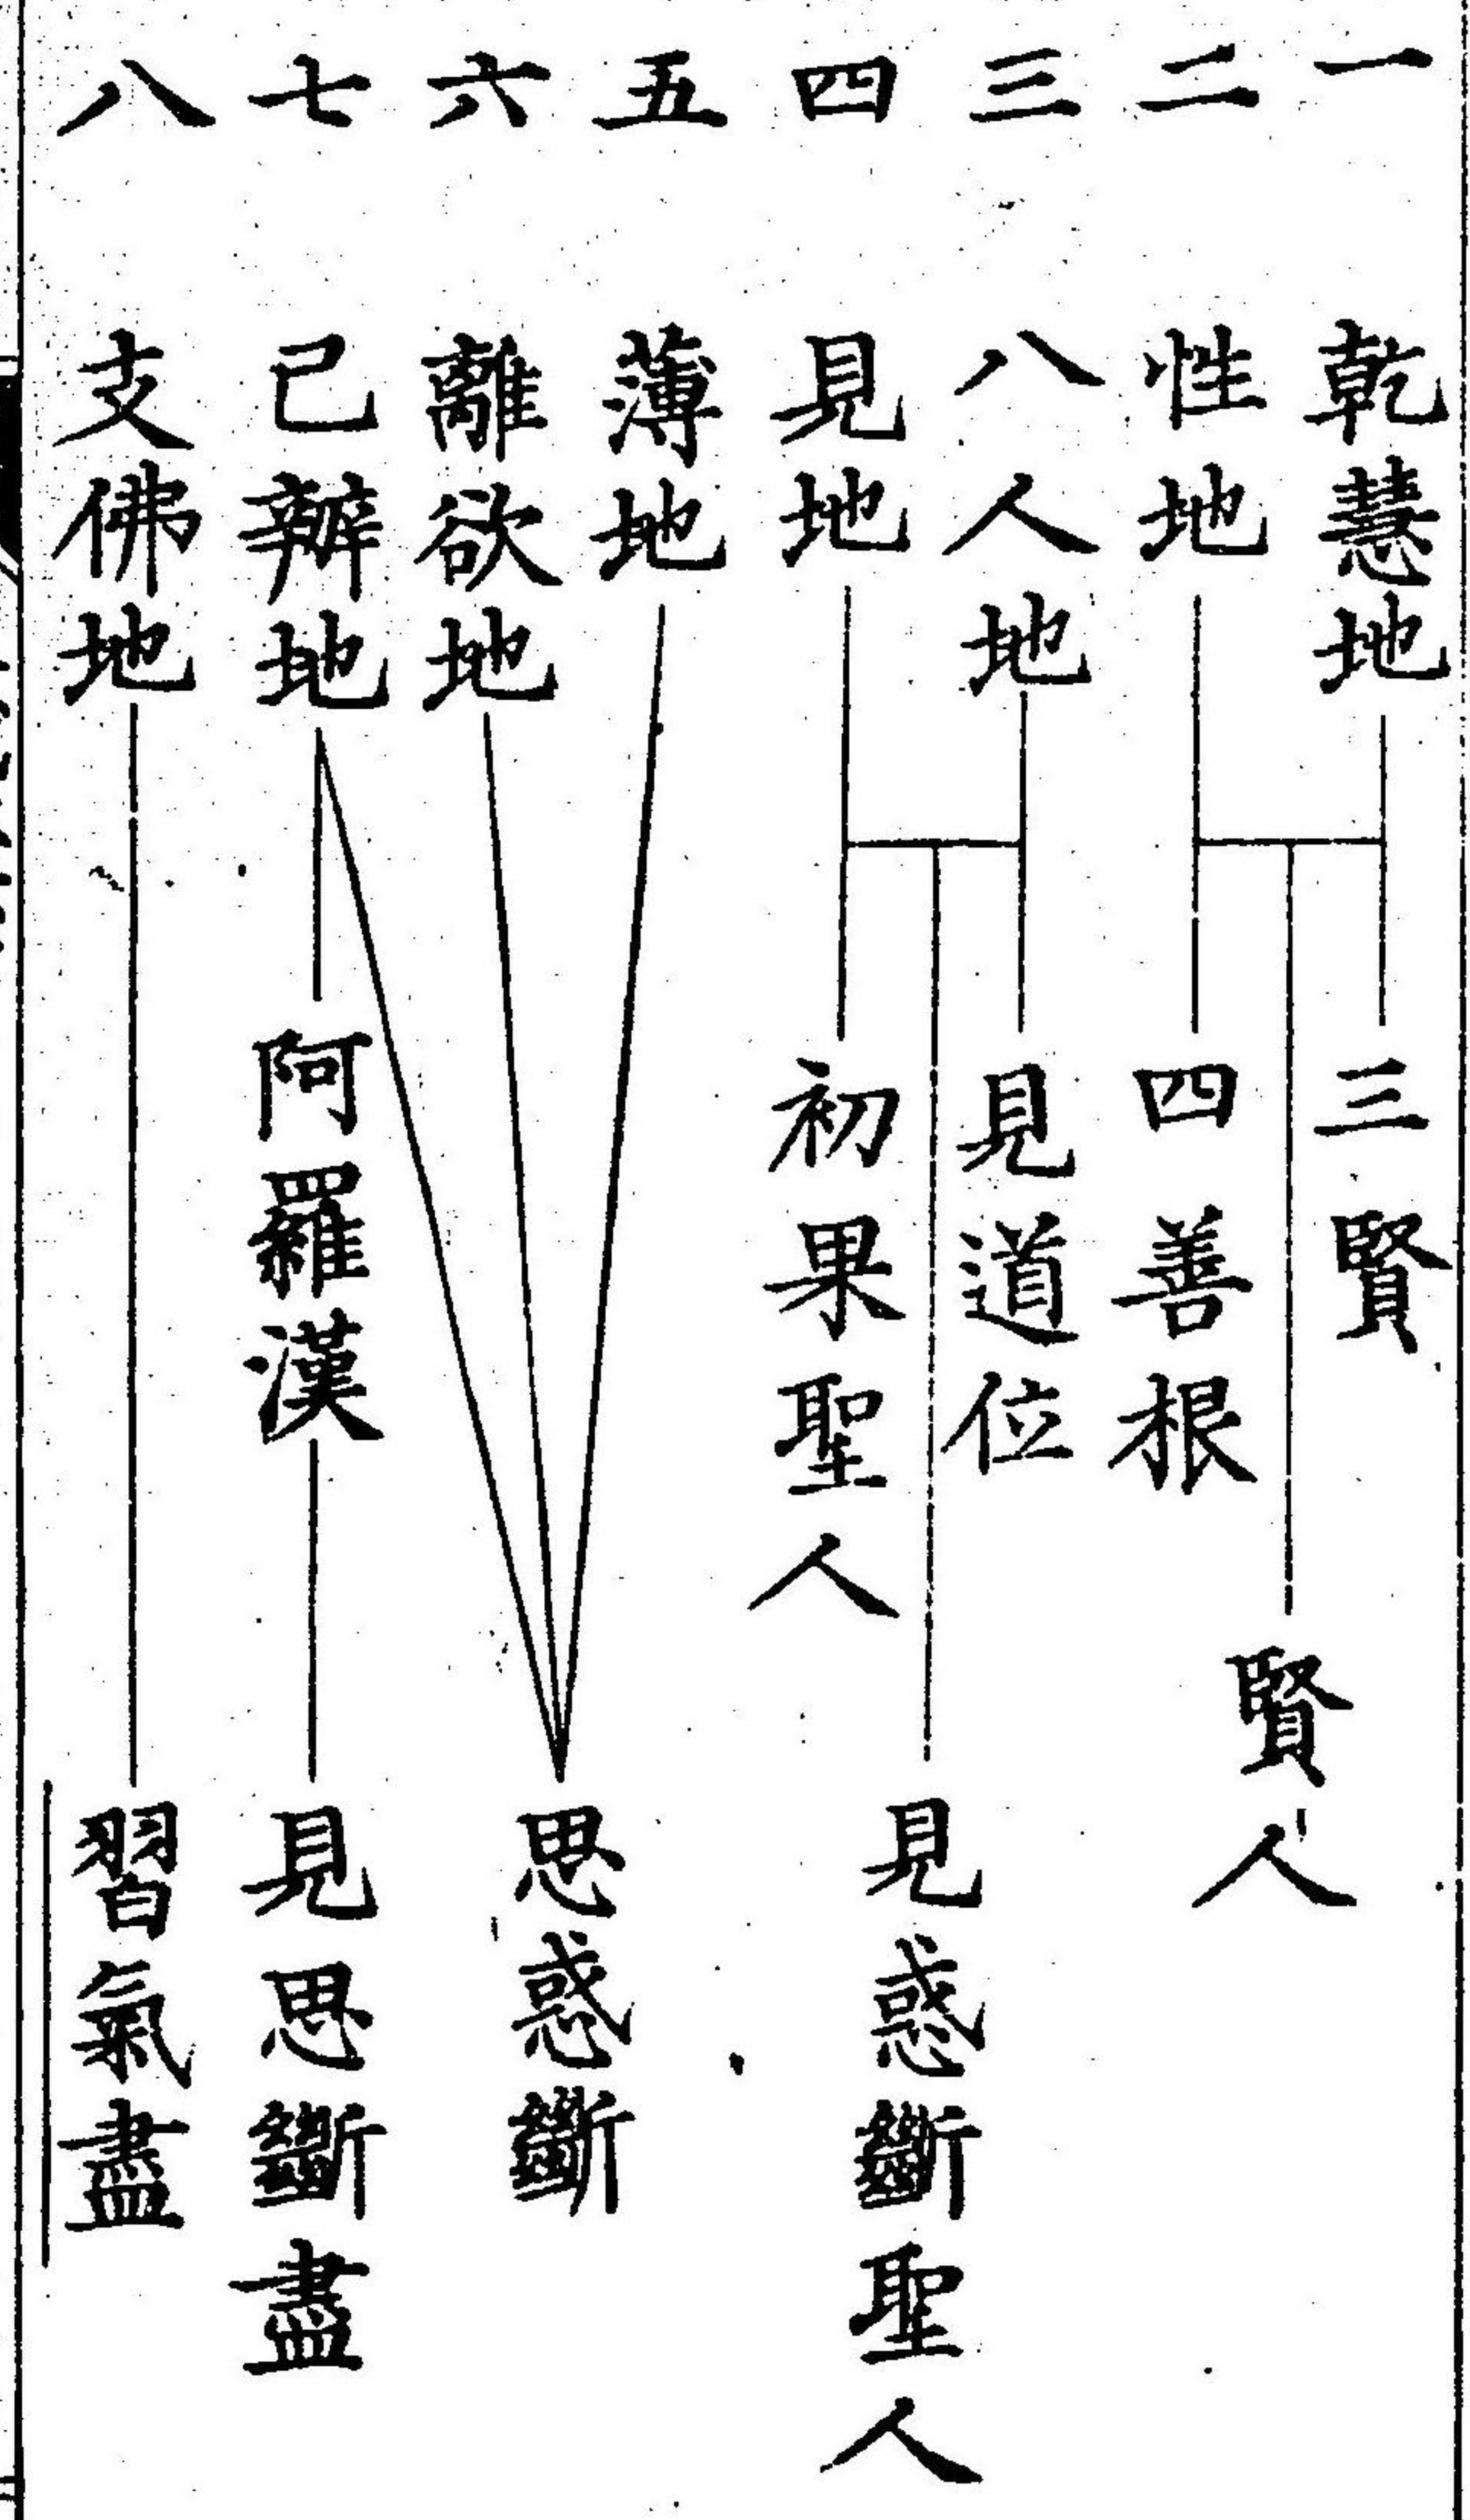 一 乾慧地 三賢
二 性地 四善根
賢人
三 八人地 見道位
四 見地 初果聖人
見惑斷聖人
五 薄地
六 離欲地
思惑斷
七 已辨地 阿羅漢 見思斷盡
八 支佛地 習氣盡